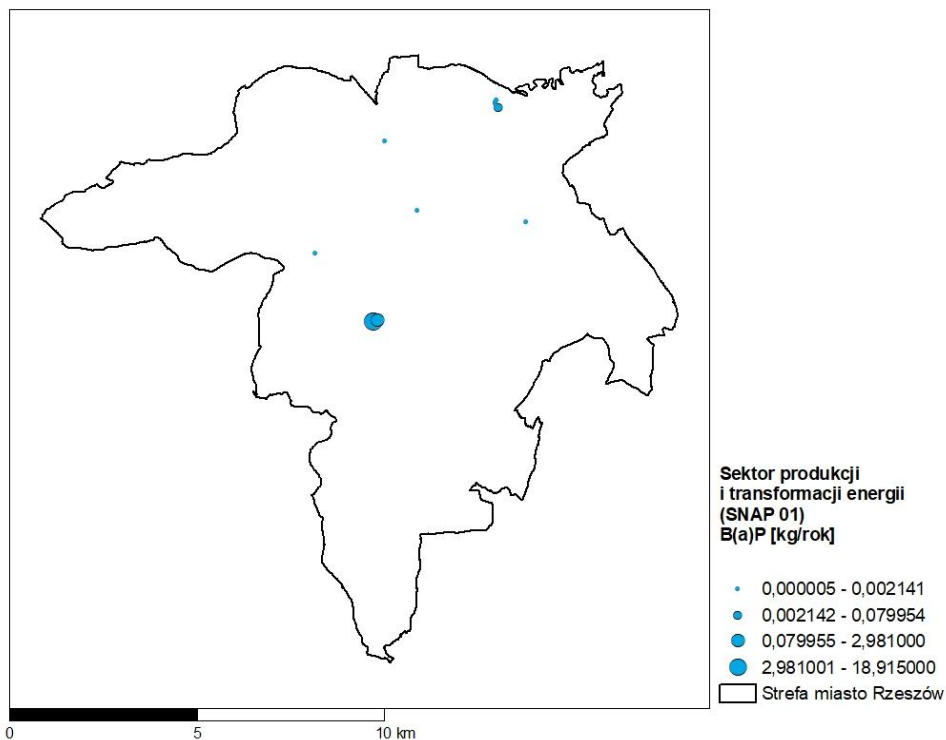 Sektor produkcji
i transformacji energii
(SNAP 01)
B(a)P [kg/rok]
0,000005 - 0,002141
0,002142 - 0,079954
0,079955 - 2,981000
2,981001 - 18,915000
Strefa miasto Rzeszów
0 5 10 km